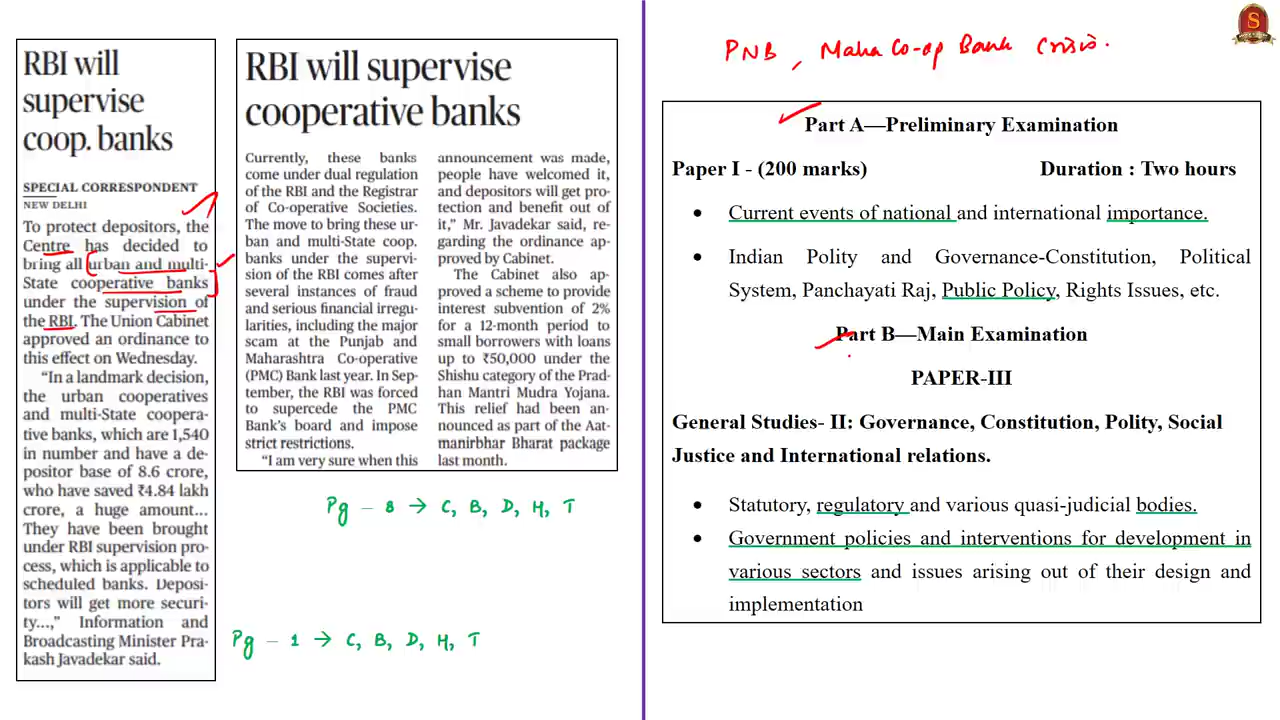 RBI will
supervise
coop. banks
SPECIAL CORRESPONDENT
NEW DELHI
To protect depositors, the
Centre has decided to
bring all urban and multi-
State cooperative banks
under the supervision of
the RBI. The Union Cabinet
approved an ordinance to
this effect on Wednesday.
“In a landmark decision,
the urban cooperatives
and multi-State coopera-
tive banks, which are 1,540
in number and have a de-
positor base of 8.6 crore,
who have saved ₹4.84 lakh
crore, a huge amount...
They have been brought
under RBI supervision pro-
cess, which is applicable to
scheduled banks. Deposi-
tors will get more securi-
ty...,” Information and
Broadcasting Minister Pra-
kash Javadekar said.
RBI will supervise
cooperative banks
Currently, these banks
come under dual regulation
of the RBI and the Registrar
of Co-operative Societies.
The move to bring these ur-
ban and multi-State coop.
banks under the supervi-
sion of the RBI comes after
several instances of fraud
and serious financial irregu-
larities, including the major
scam at the Punjab and
Maharashtra Co-operative
(PMC) Bank last year. In Sep-
tember, the RBI was forced
to supercede the PMC
Bank’s board and impose
strict restrictions.
“I am very sure when this
announcement was made,
people have welcomed it,
and depositors will get pro-
tection and benefit out of
it,” Mr. Javadekar said, re-
garding the ordinance ap-
proved by Cabinet.
The Cabinet also ap-
proved a scheme to provide
interest subvention of 2%
for a 12-month period to
small borrowers with loans
up to ₹50,000 under the
Shishu category of the Prad-
han Mantri Mudra Yojana.
This relief had been an-
nounced as part of the Aat-
manirbhar Bharat package
last month.
Pg - 8 → C, B, D, H, T
Pg - 1 → C, B, D, H, T
PNB, Maha Co-op Bank Crisis.
S
Part A—Preliminary Examination
Paper I - (200 marks) Duration : Two hours
• Current events of national and international importance.
• Indian Polity and Governance-Constitution, Political
System, Panchayati Raj, Public Policy, Rights Issues, etc.
Part B—Main Examination
PAPER-III
General Studies- II: Governance, Constitution, Polity, Social
Justice and International relations.
• Statutory, regulatory and various quasi-judicial bodies.
• Government policies and interventions for development in
various sectors and issues arising out of their design and
implementation